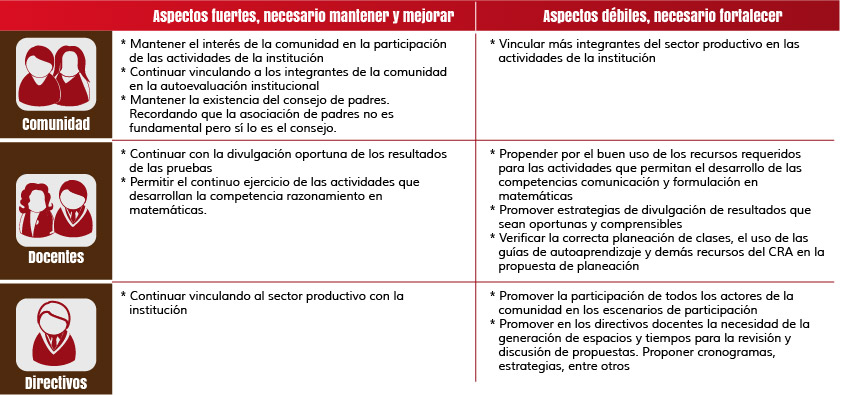 Aspectos fuertes, necesario mantener y mejorar
Aspectos débiles, necesario fortalecer
Comunidad
* Mantener el interés de la comunidad en la participación
de las actividades de la institución
* Continuar vinculando a los integrantes de la comunidad
en la autoevaluación institucional
* Mantener la existencia del consejo de padres.
Recordando que la asociación de padres no es
fundamental pero sí lo es el consejo.
* Vincular más integrantes del sector productivo en las
actividades de la institución
Docentes
* Continuar con la divulgación oportuna de los resultados
de las pruebas
* Permitir el continuo ejercicio de las actividades que
desarrollan la competencia razonamiento en
matemáticas.
* Propender por el buen uso de los recursos requeridos
para las actividades que permitan el desarrollo de las
competencias comunicación y formulación en
matemáticas
* Promover estrategias de divulgación de resultados que
sean oportunas y comprensibles
* Verificar la correcta planeación de clases, el uso de las
guías de autoaprendizaje y demás recursos del CRA en la
propuesta de planeación
Directivos
* Continuar vinculando al sector productivo con la
institución
* Promover la participación de todos los actores de la
comunidad en los escenarios de participación
* Promover en los directivos docentes la necesidad de la
generación de espacios y tiempos para la revisión y
discusión de propuestas. Proponer cronogramas,
estrategias, entre otros